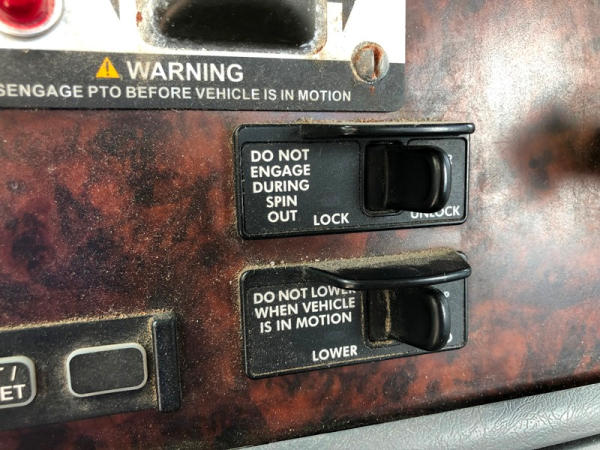 WARNING
SENGAGE PTO BEFORE VEHICLE IS IN MOTION
DO NOT
ENGAGE
DURING
SPIN
OUT
LOCK
UNLOCK
DO NOT LOWER
WHEN VEHICLE
IS IN MOTION
LOWER
/
ET